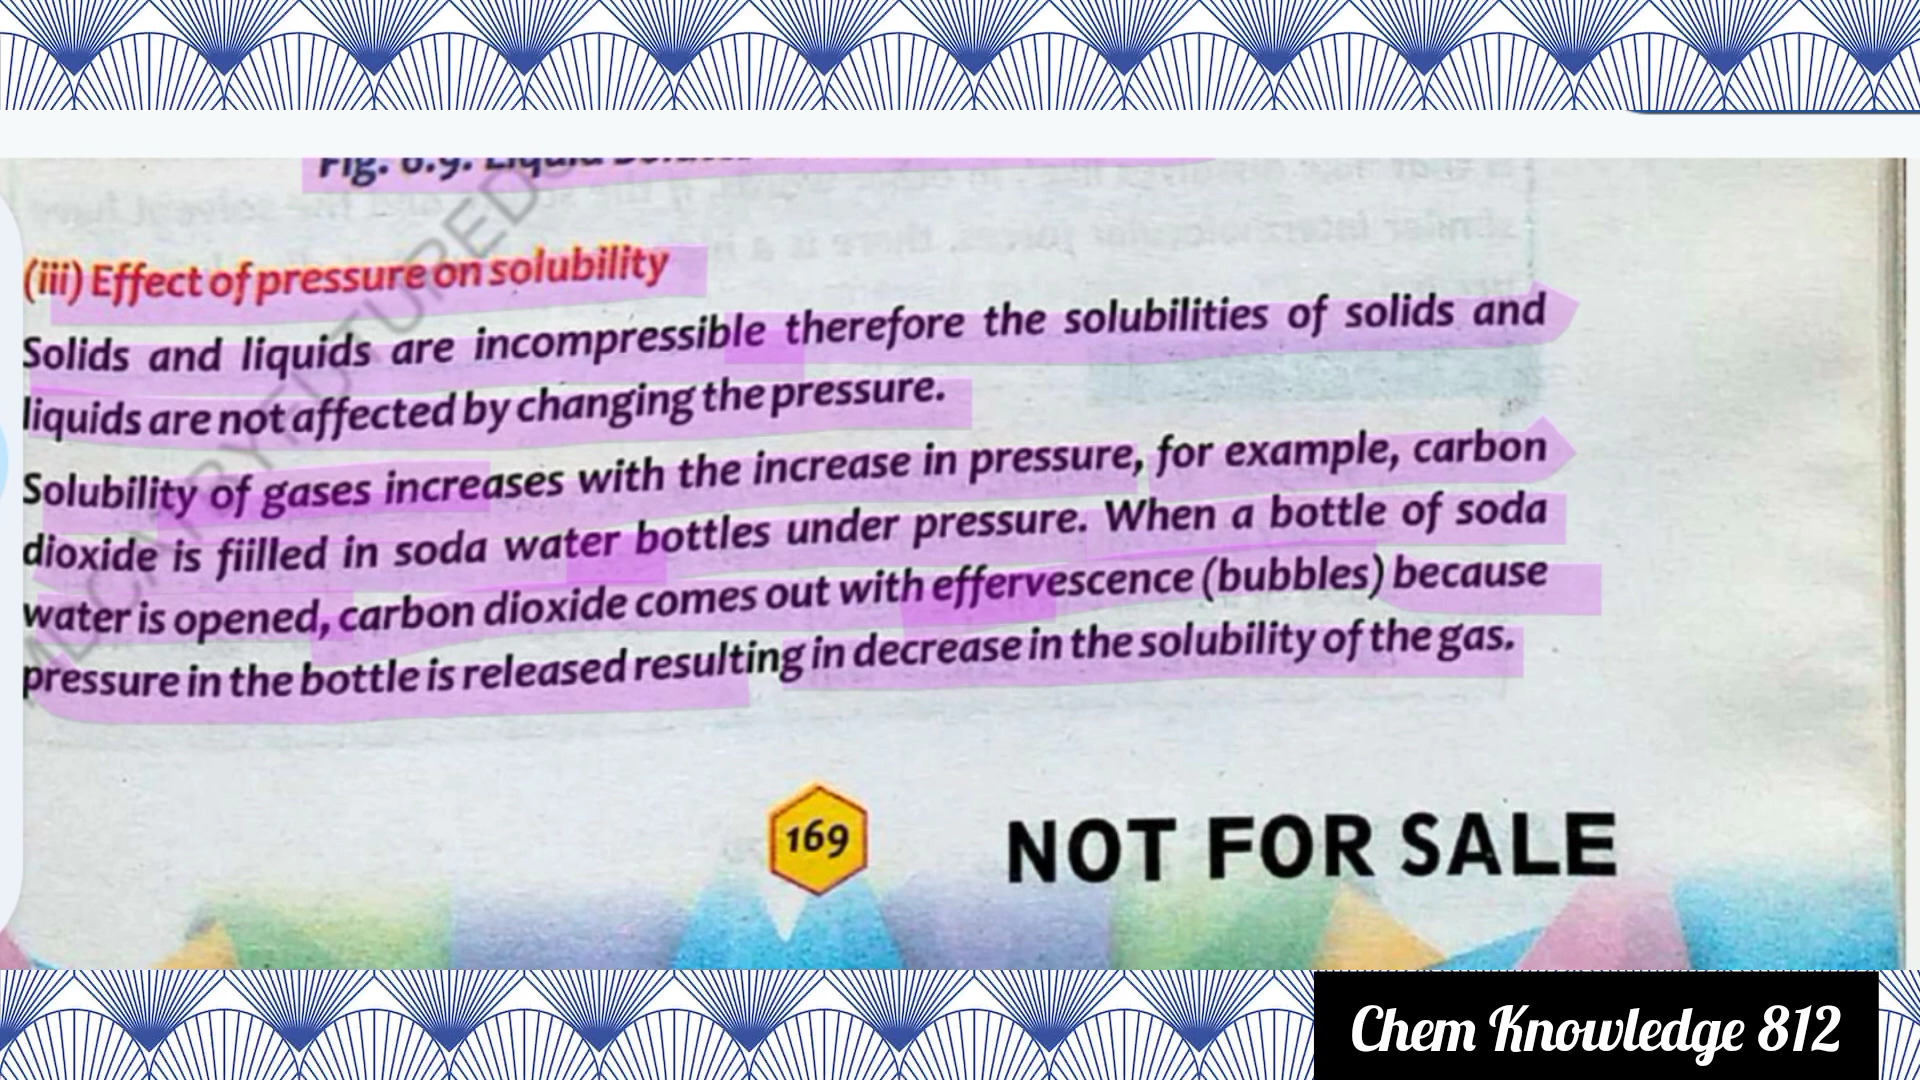 Fig. 6.9. Liquid
(iii) Effect of pressure on solubility
Solids and liquids are incompressible therefore the solubilities of solids and
liquids are not affected by changing the pressure.
Solubility of gases increases with the increase in pressure, for example, carbon
dioxide is fiilled in soda water bottles under pressure. When a bottle of soda
water is opened, carbon dioxide comes out with effervescence (bubbles) because
pressure in the bottle is released resulting in decrease in the solubility of the gas.
169
NOT FOR SALE
Chem Knowledge 812